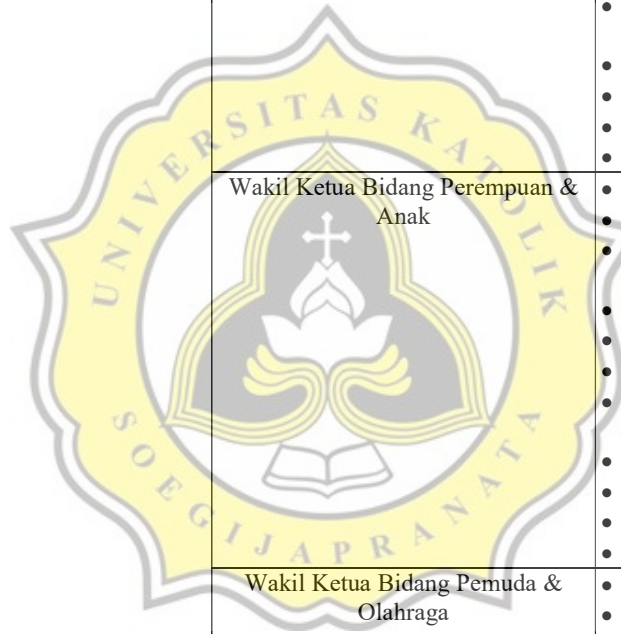 UNIVERSITAS KATOLIK
Wakil Ketua Bidang Perempuan &
Anak
SOEGIJAPRANATA
Wakil Ketua Bidang Pemuda &
Olahraga